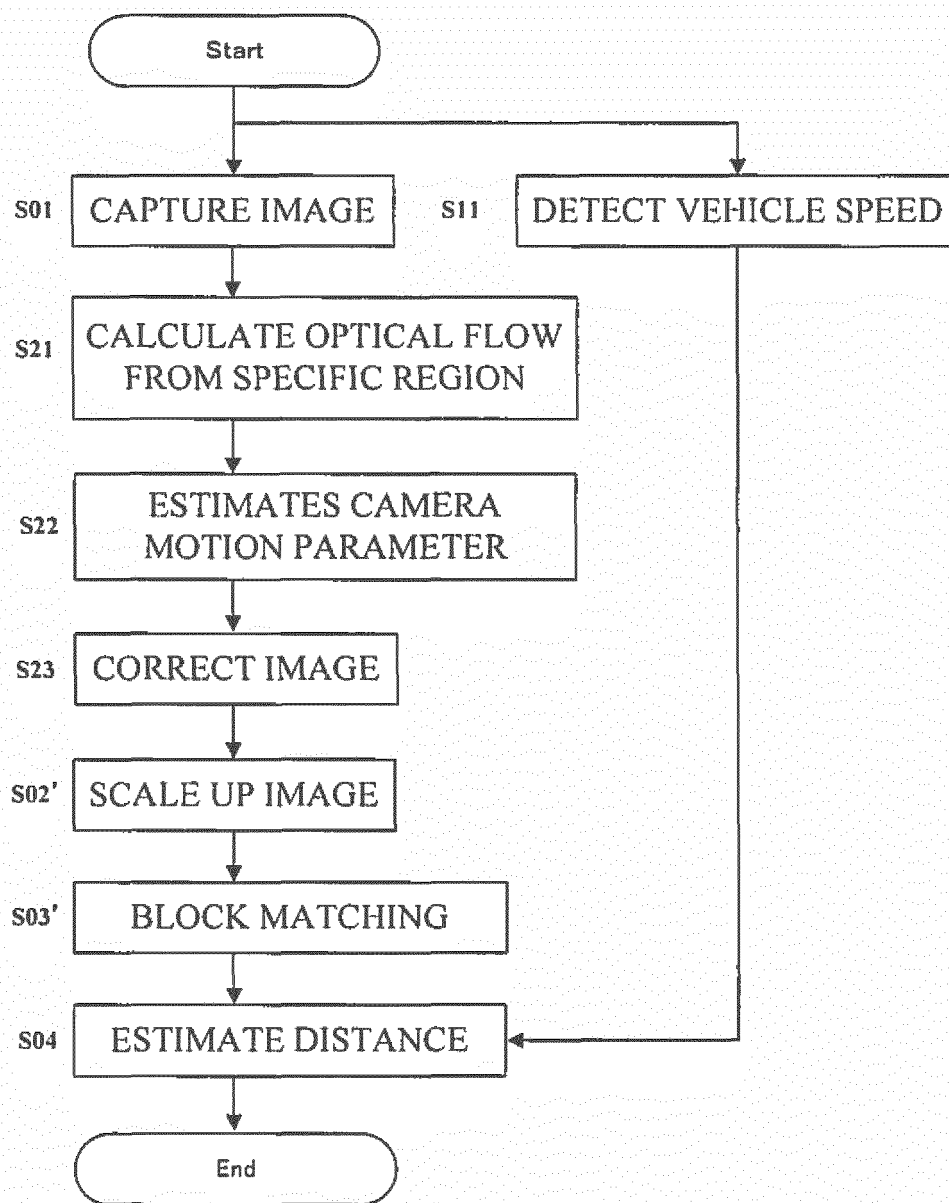 Start
S01
CAPTURE IMAGE
S11
DETECT VEHICLE SPEED
S21
CALCULATE OPTICAL FLOW
FROM SPECIFIC REGION
S22
ESTIMATES CAMERA
MOTION PARAMETER
S23
CORRECT IMAGE
S02'
SCALE UP IMAGE
S03'
BLOCK MATCHING
S04
ESTIMATE DISTANCE
End